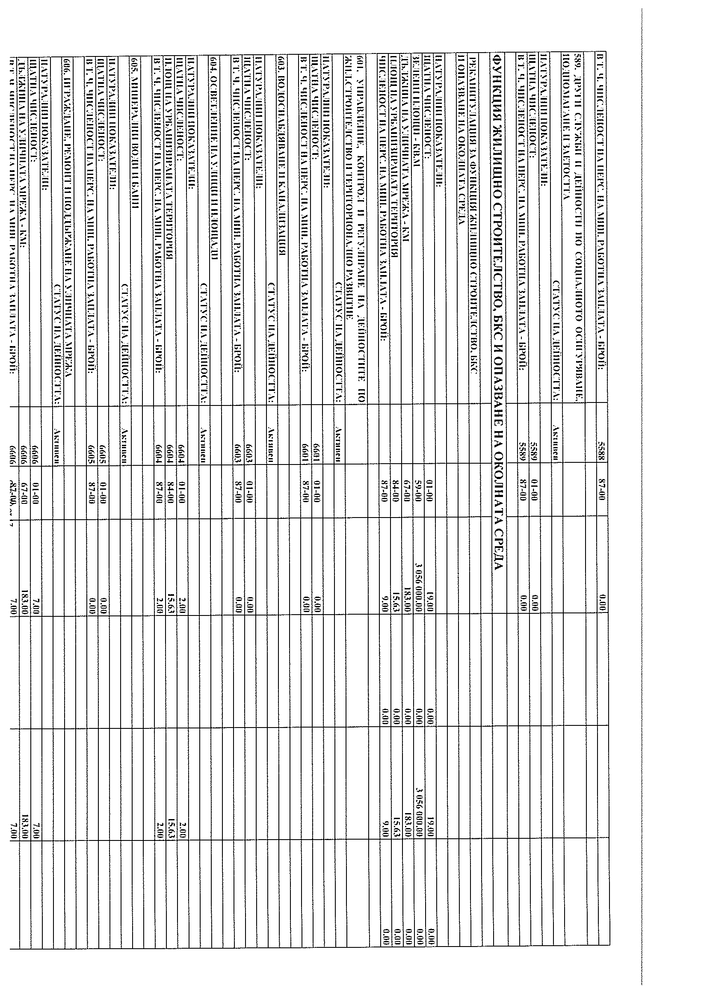 В Т. Ч. ЧИСЛЕНОСТ НА ПЕРС. НА МИН. РАБОТНА ЗАПЛАТА - БРОЙ: 5588 87-00 0.00
589. ДРУГИ СЛУЖБИ И ДЕЙНОСТИ ПО СОЦИАЛНОТО ОСИГУРЯВАНЕ,
ПОДПОМАГАНЕ И ЗАЕТОСТТА
СТАТУС НА ДЕЙНОСТТА: Активен
НАТУРАЛНИ ПОКАЗАТЕЛИ:
ЩАТНА ЧИСЛЕНОСТ: 5589 01-00 0.00
В Т. Ч. ЧИСЛЕНОСТ НА ПЕРС. НА МИН. РАБОТНА ЗАПЛАТА - БРОЙ: 5589 87-00 0.00
ФУНКЦИЯ ЖИЛИЩНО СТРОИТЕЛСТВО, БКС И ОПАЗВАНЕ НА ОКОЛНАТА СРЕДА
РЕКАПИТУЛАЦИЯ ЗА ФУНКЦИЯ ЖИЛИЩНО СТРОИТЕЛСТВО, БКС
И ОПАЗВАНЕ НА ОКОЛНАТА СРЕДА
НАТУРАЛНИ ПОКАЗАТЕЛИ:
ЩАТНА ЧИСЛЕНОСТ: 01-00 19.00 0.00 19.00 0.00
ЗЕЛЕНИ ПЛОЩИ - КВ.М 59-00 3 056 000.00 0.00 3 056 000.00 0.00
ДЪЛЖИНА НА УЛИЧНАТА МРЕЖА - КМ 67-00 183.00 0.00 183.00 0.00
ПЛОЩ НА УРБАНИЗИРАНАТА ТЕРИТОРИЯ 84-00 15.63 0.00 15.63 0.00
ЧИСЛЕНОСТ НА ПЕРС. НА МИН. РАБОТНА ЗАПЛАТА - БРОЙ: 87-00 9.00 0.00 9.00 0.00
601. УПРАВЛЕНИЕ, КОНТРОЛ И РЕГУЛИРАНЕ НА ДЕЙНОСТИТЕ ПО
ЖИЛ.СТРОИТЕЛСТВО И ТЕРИТОРИОНАЛНО РАЗВИТИЕ
СТАТУС НА ДЕЙНОСТТА: Активен
НАТУРАЛНИ ПОКАЗАТЕЛИ:
ЩАТНА ЧИСЛЕНОСТ: 6601 01-00 0.00
В Т. Ч. ЧИСЛЕНОСТ НА ПЕРС. НА МИН. РАБОТНА ЗАПЛАТА - БРОЙ: 6601 87-00 0.00
603. ВОДОСНАБДЯВАНЕ И КАНАЛИЗАЦИЯ
СТАТУС НА ДЕЙНОСТТА: Активен
НАТУРАЛНИ ПОКАЗАТЕЛИ:
ЩАТНА ЧИСЛЕНОСТ: 6603 01-00 0.00
В Т. Ч. ЧИСЛЕНОСТ НА ПЕРС. НА МИН. РАБОТНА ЗАПЛАТА - БРОЙ: 6603 87-00 0.00
604. ОСВЕТЛЕНИЕ НА УЛИЦИ И ПЛОЩАДИ
СТАТУС НА ДЕЙНОСТТА: Активен
НАТУРАЛНИ ПОКАЗАТЕЛИ:
ЩАТНА ЧИСЛЕНОСТ: 6604 01-00 2.00 2.00
ПЛОЩ НА УРБАНИЗИРАНАТА ТЕРИТОРИЯ 6604 84-00 15.63 15.63
В Т. Ч. ЧИСЛЕНОСТ НА ПЕРС. НА МИН. РАБОТНА ЗАПЛАТА - БРОЙ: 6604 87-00 2.00 2.00
605. МИНЕРАЛНИ ВОДИ И БАНИ
СТАТУС НА ДЕЙНОСТТА: Активен
НАТУРАЛНИ ПОКАЗАТЕЛИ:
ЩАТНА ЧИСЛЕНОСТ: 6605 01-00 0.00
В Т. Ч. ЧИСЛЕНОСТ НА ПЕРС. НА МИН. РАБОТНА ЗАПЛАТА - БРОЙ: 6605 87-00 0.00
606. ИГРАЖДАНЕ, РЕМОНТ И ПОДДЪРЖАНЕ НА УЛИЧНАТА МРЕЖА
СТАТУС НА ДЕЙНОСТТА: Активен
НАТУРАЛНИ ПОКАЗАТЕЛИ:
ЩАТНА ЧИСЛЕНОСТ: 6606 01-00 7.00 7.00
ДЪЛЖИНА НА УЛИЧНАТА МРЕЖА - КМ: 6606 67-00 183.00 183.00
В Т. Ч. ЧИСЛЕНОСТ НА ПЕРС. НА МИН. РАБОТНА ЗАПЛАТА - БРОЙ: 6606 87-00 7.00 7.00